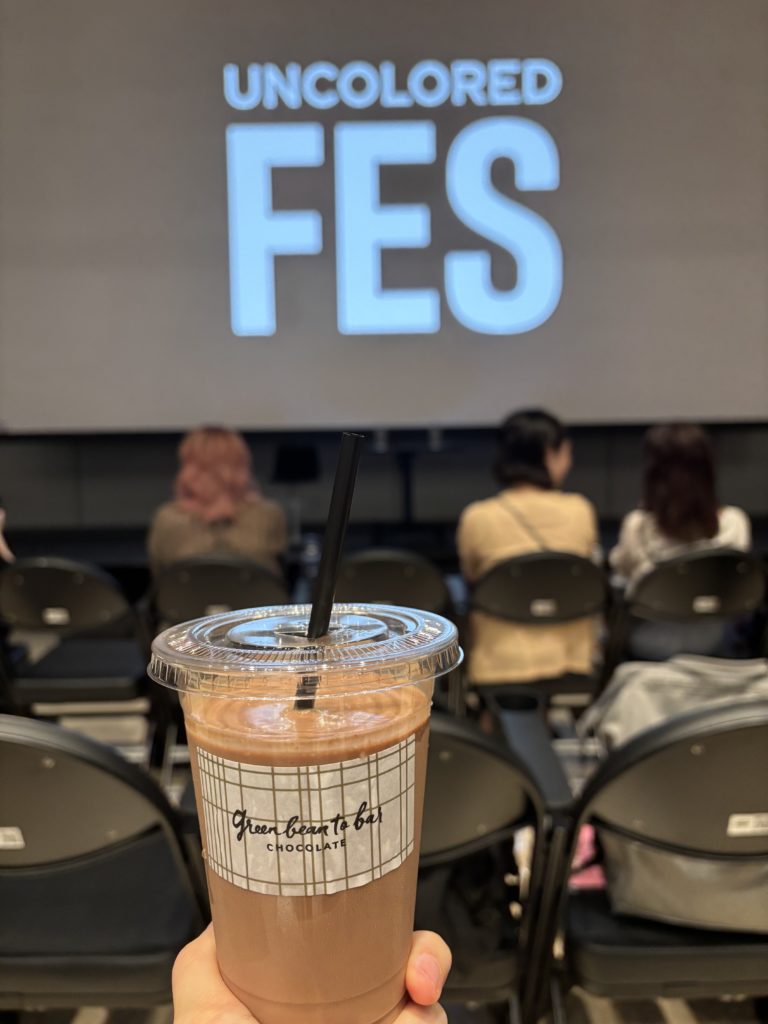 UNCOLORED
FES
green bean to bar
CHOCOLATE